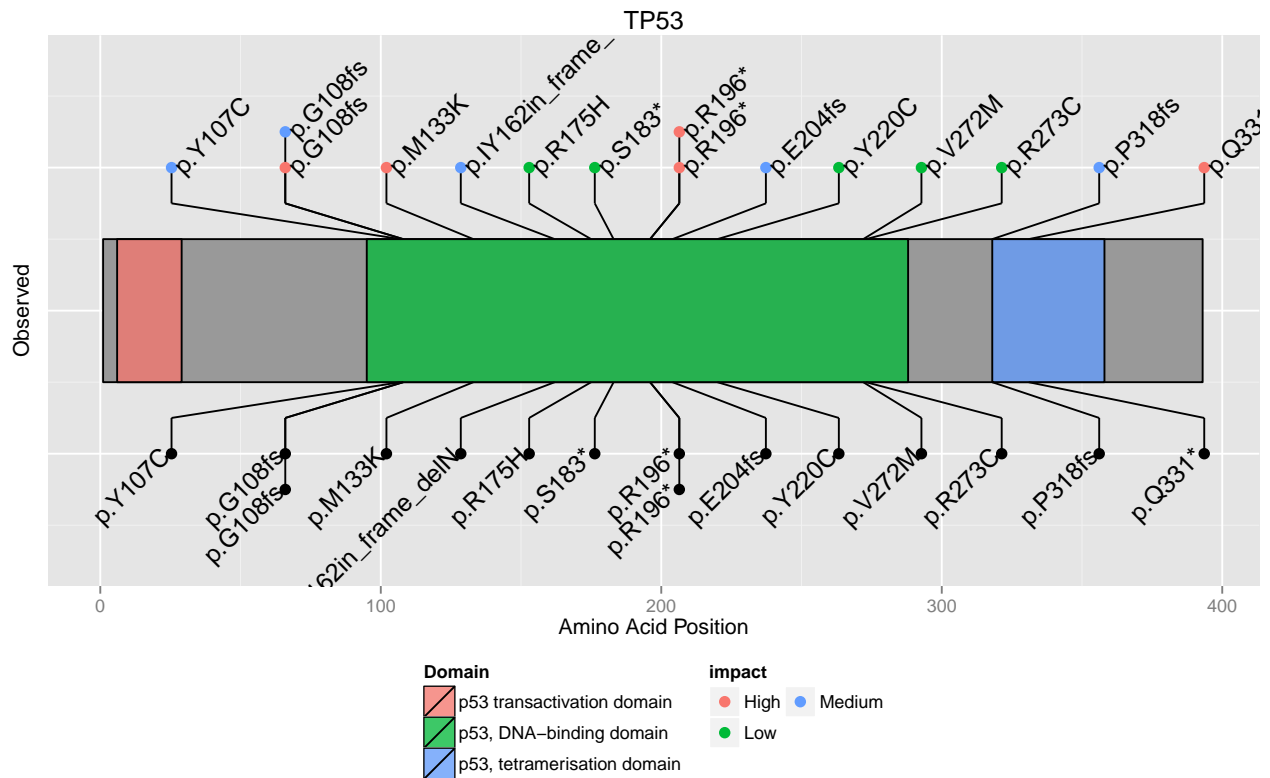 TP53
p.Y107C
p.G108fs
p.G108fs
p.M133K
p.IY162in_frame_
p.R175H
p.S183*
p.R196*
p.R196*
p.E204fs
p.Y220C
p.V272M
p.R273C
p.P318fs
p.Q331
Observed
p.Y107C
p.G108fs
p.G108fs
p.M133K
162in_frame_delN
p.R175H
p.S183*
p.R196*
p.R196*
p.E204fs
p.Y220C
p.V272M
p.R273C
p.P318fs
p.Q331*
0 100 200 300 400
Amino Acid Position
Domain
p53 transactivation domain
p53, DNA−binding domain
p53, tetramerisation domain
impact
High Medium
Low